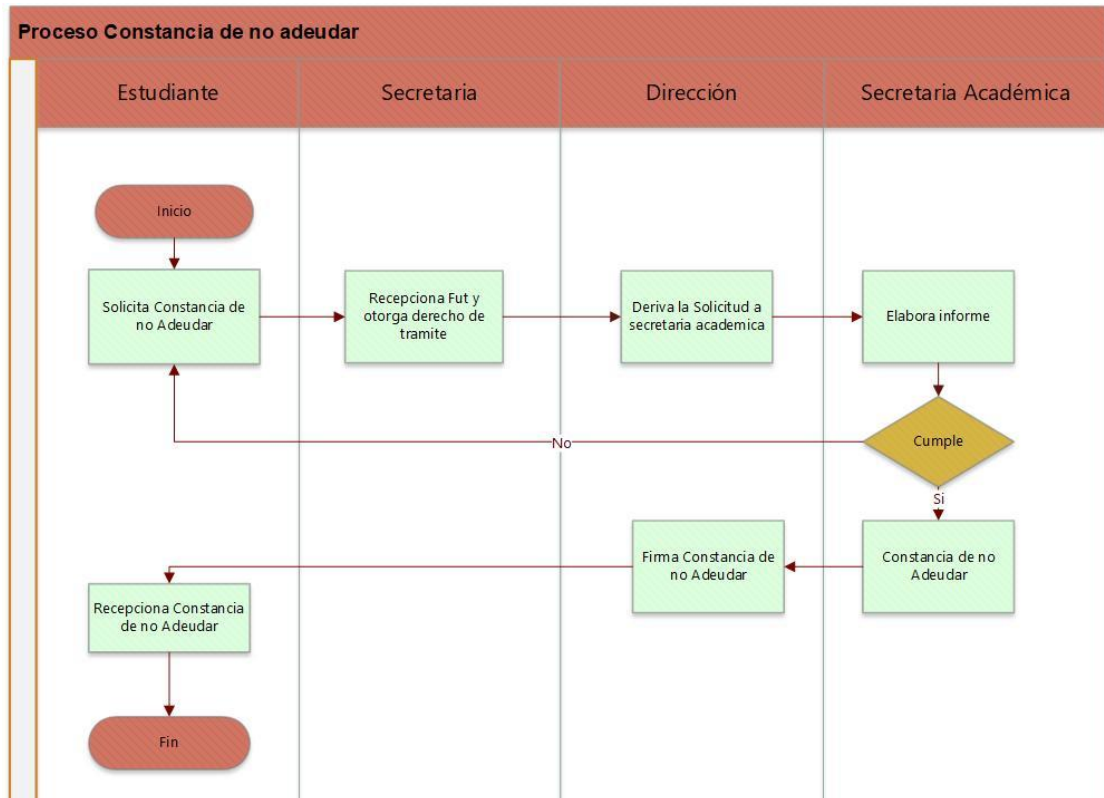 Proceso Constancia de no adeudar
Estudiante
Secretaria
Dirección
Secretaria Académica
Inicio
Solicita Constancia de
no Adeudar
Recepciona Fut y
otorga derecho de
tramite
Deriva la Solicitud a
secretaria academica
Elabora informe
Cumple
No
Si
Constancia de no
Adeudar
Firma Constancia de
no Adeudar
Recepciona Constancia
de no Adeudar
Fin